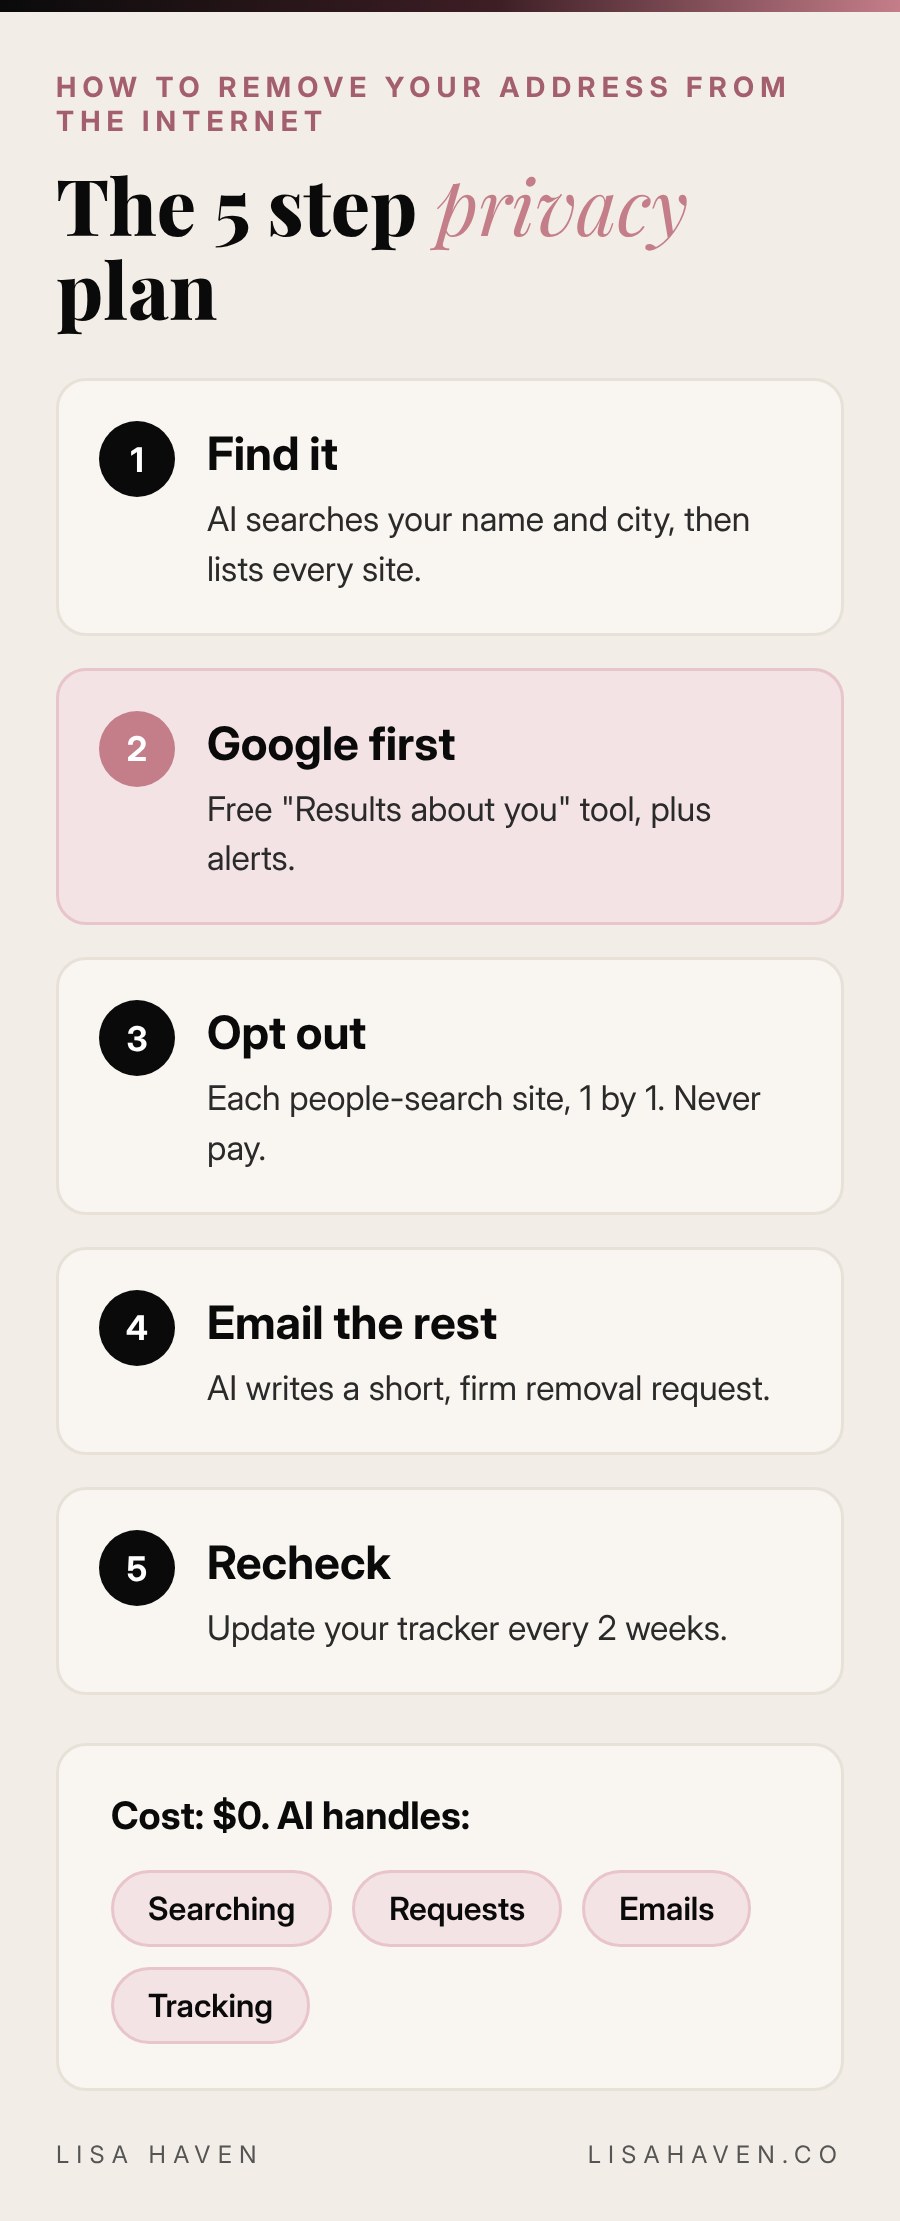 HOW TO REMOVE YOUR ADDRESS FROM
THE INTERNET
The 5 step privacy
plan
1
Find it
AI searches your name and city, then
lists every site.
2
Google first
Free "Results about you" tool, plus
alerts.
3
Opt out
Each people-search site, 1 by 1. Never
pay.
4
Email the rest
AI writes a short, firm removal request.
5
Recheck
Update your tracker every 2 weeks.
Cost: $0. AI handles:
Searching Requests Emails
Tracking
LISA HAVEN LISAHAVEN.CO